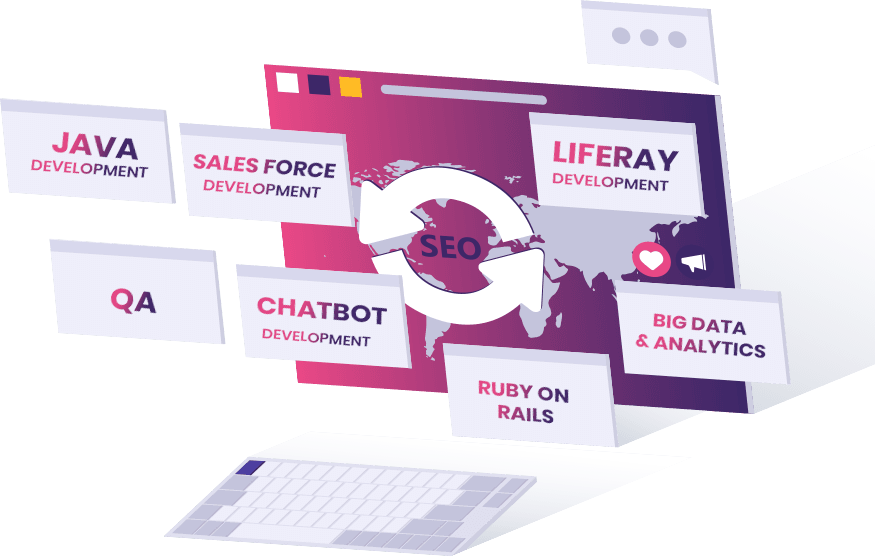 JAVA
DEVELOPMENT
SALES FORCE
DEVELOPMENT
LIFERAY
DEVELOPMENT
SEO
QA
CHATBOT
DEVELOPMENT
BIG DATA
& ANALYTICS
RUBY ON
RAILS